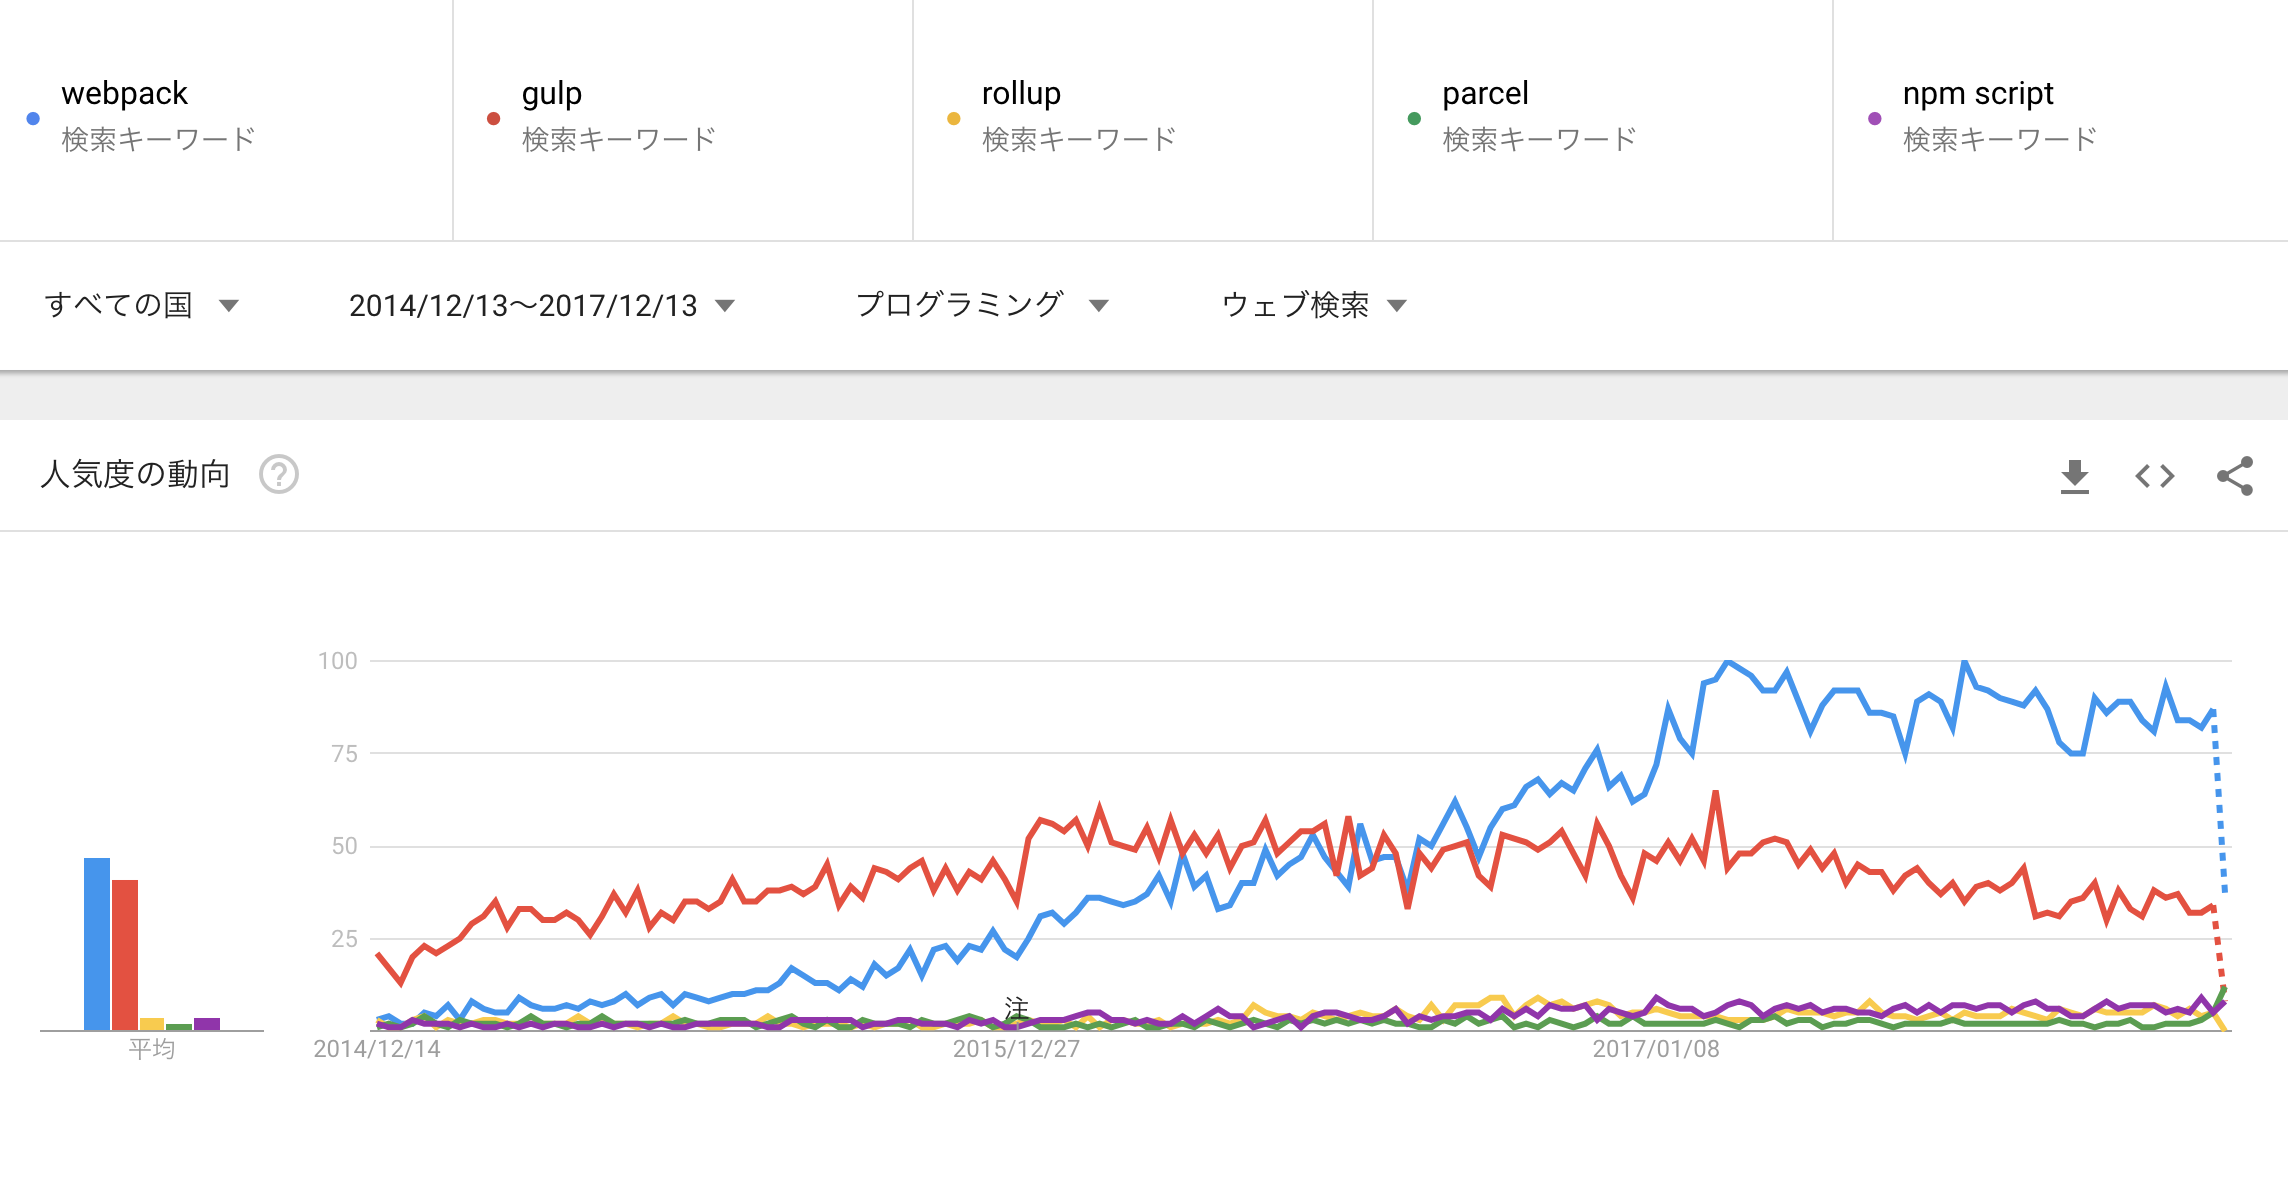 webpack
検索キーワード
gulp
検索キーワード
rollup
検索キーワード
parcel
検索キーワード
npm script
検索キーワード
すべての国
2014/12/13～2017/12/13
プログラミング
ウェブ検索
人気度の動向
?
100
75
50
25
注
平均
2014/12/14
2015/12/27
2017/01/08